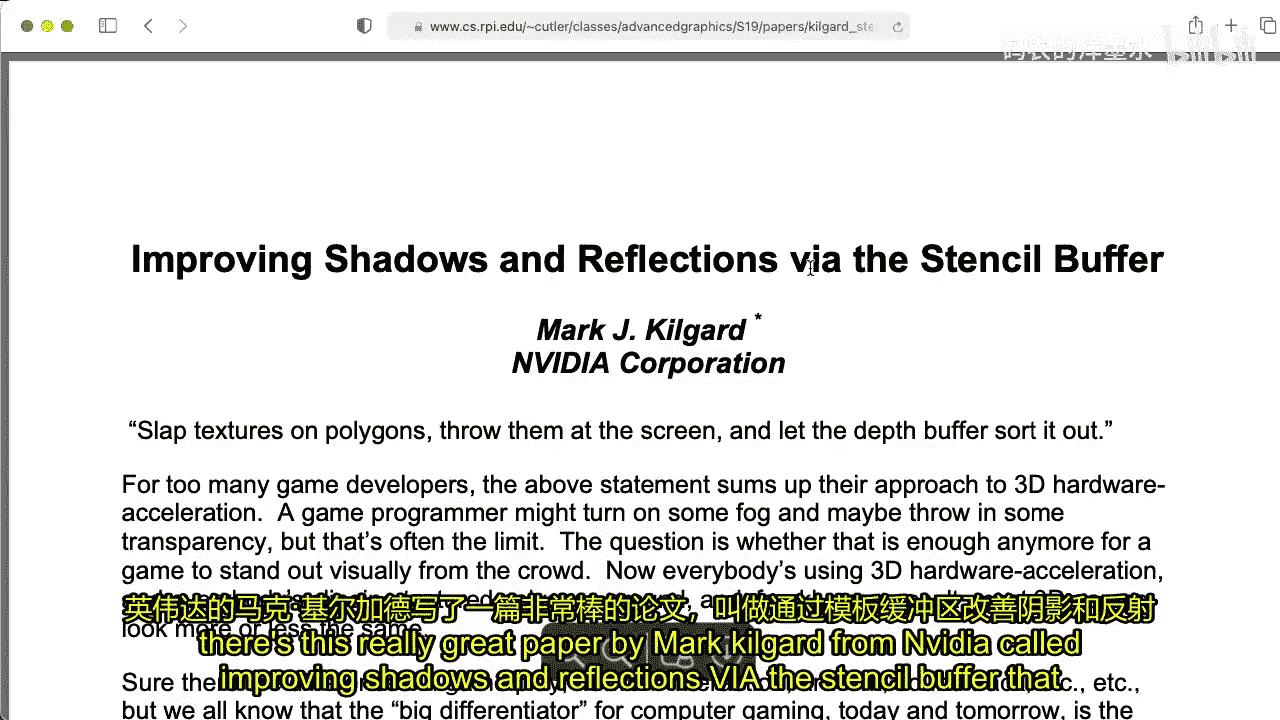 www.cs.rpi.edu/~cutler/classes/advancedgraphics/S19/papers/kilgard_ste
码农的洋墨水 bilibili
Improving Shadows and Reflections via the Stencil Buffer
Mark J. Kilgard *
NVIDIA Corporation
“Slap textures on polygons, throw them at the screen, and let the depth buffer sort it out.”
For too many game developers, the above statement sums up their approach to 3D hardware-
acceleration. A game programmer might turn on some fog and maybe throw in some
transparency, but that’s often the limit. The question is whether that is enough anymore for a
game to stand out visually from the crowd. Now everybody’s using 3D hardware-acceleration,
look more or less the same
英伟达的马克·基尔加德写了一篇非常棒的论文，叫做通过模板缓冲区改善阴影和反射
there's this really great paper by Mark kilgard from Nvidia called
improving shadows and reflections VIA the stencil buffer that
Sure
c., etc.,
but we all know that the “big differentiator” for computer gaming, today and tomorrow, is the